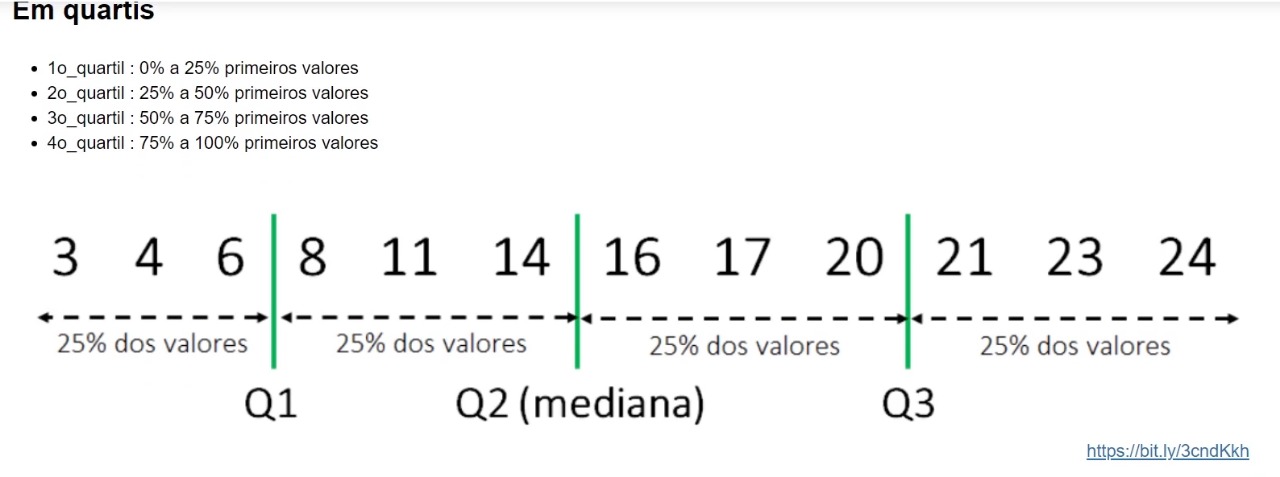 Em quartis
1o_quartil : 0% a 25% primeiros valores
2o_quartil : 25% a 50% primeiros valores
3o_quartil : 50% a 75% primeiros valores
4o_quartil : 75% a 100% primeiros valores
3 4 6 8 11 14 16 17 20 21 23 24
25% dos valores 25% dos valores 25% dos valores 25% dos valores
Q1 Q2 (mediana) Q3
https://bit.ly/3cndKkh